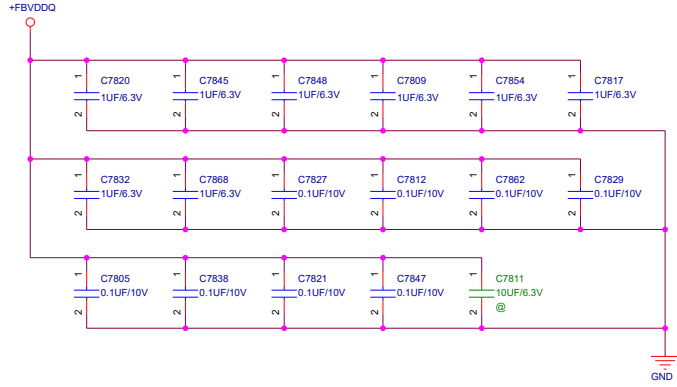 +FBVDDQ
1 C7820 1 C7845 1 C7848 1 C7809 1 C7854 1 C7817
1UF/6.3V 1UF/6.3V 1UF/6.3V 1UF/6.3V 1UF/6.3V 1UF/6.3V
2 2 2 2 2 2
1 C7832 1 C7868 1 C7827 1 C7812 1 C7862 1 C7829
1UF/6.3V 1UF/6.3V 0.1UF/10V 0.1UF/10V 0.1UF/10V 0.1UF/10V
2 2 2 2 2 2
1 C7805 1 C7838 1 C7821 1 C7847 1 C7811
0.1UF/10V 0.1UF/10V 0.1UF/10V 0.1UF/10V 10UF/6.3V
2 2 2 2 2 @
GND